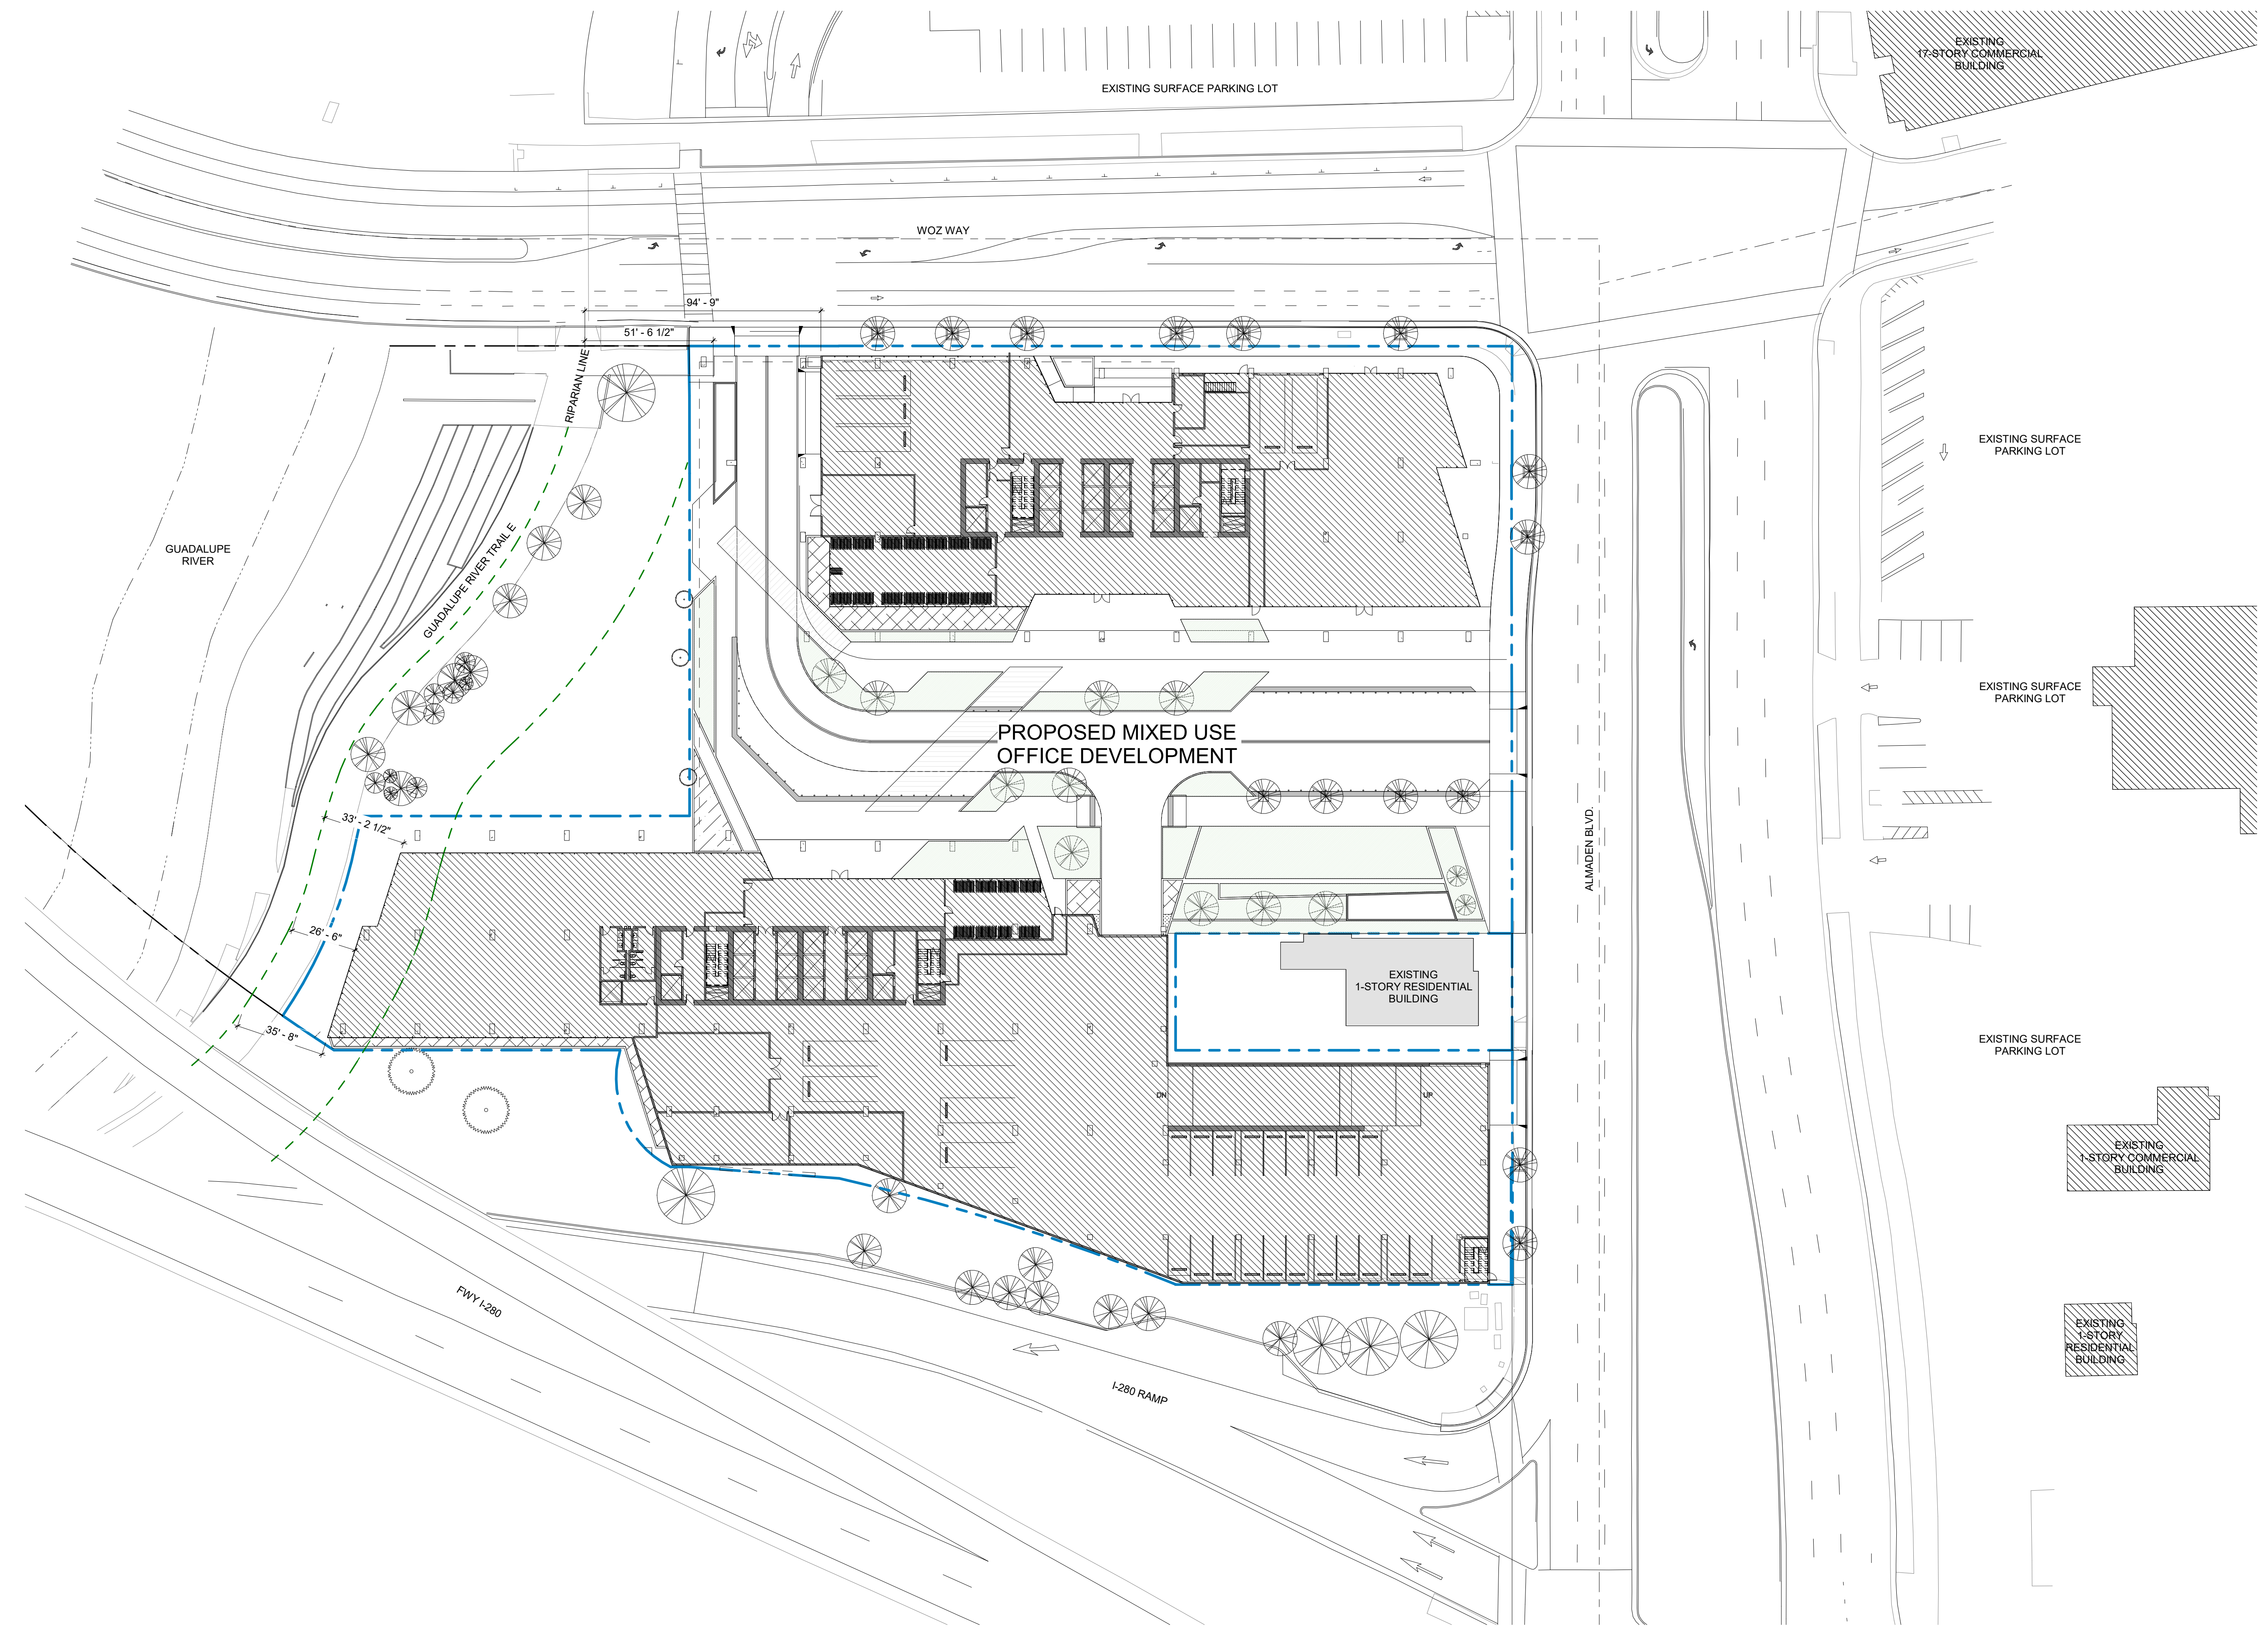 EXISTING
17-STORY COMMERCIAL
BUILDING
EXISTING SURFACE PARKING LOT
WOZ WAY
94' - 9"
51' - 6 1/2"
RIPARIAN LINE
EXISTING SURFACE
PARKING LOT
GUADALUPE
RIVER
GUADALUPE RIVER TRAIL E
EXISTING SURFACE
PARKING LOT
PROPOSED MIXED USE
OFFICE DEVELOPMENT
33' - 2 1/2"
ALMADEN BLVD.
26' - 6"
EXISTING
1-STORY RESIDENTIAL
BUILDING
35' - 8"
EXISTING SURFACE
PARKING LOT
DN
UP
EXISTING
1-STORY COMMERCIAL
BUILDING
FWY I-280
EXISTING
1-STORY
RESIDENTIAL
BUILDING
I-280 RAMP